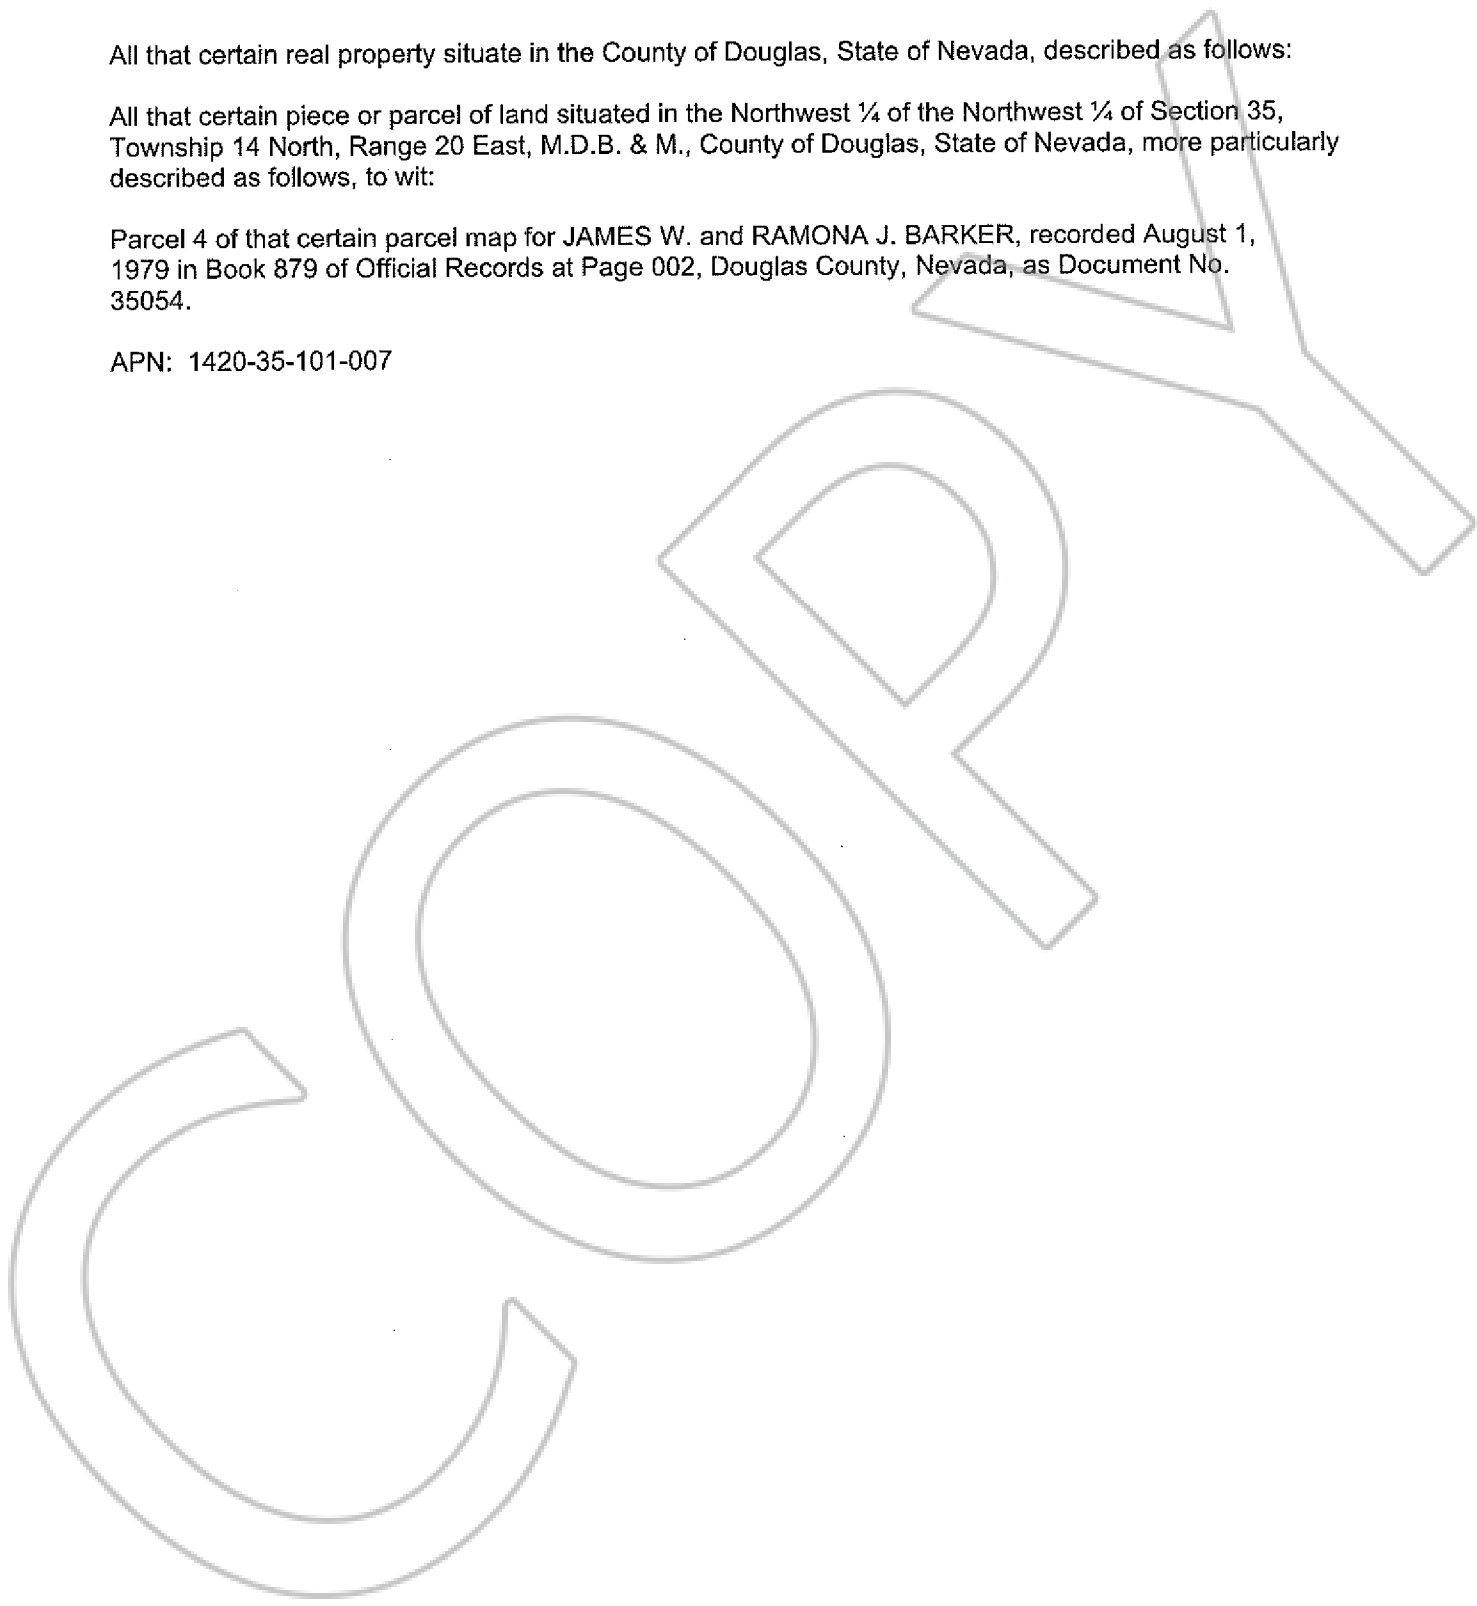 All that certain real property situate in the County of Douglas, State of Nevada, described as follows:
All that certain piece or parcel of land situated in the Northwest ¼ of the Northwest ¼ of Section 35,
Township 14 North, Range 20 East, M.D.B. & M., County of Douglas, State of Nevada, more particularly
described as follows, to wit:
Parcel 4 of that certain parcel map for JAMES W. and RAMONA J. BARKER, recorded August 1,
1979 in Book 879 of Official Records at Page 002, Douglas County, Nevada, as Document No.
35054.
APN: 1420-35-101-007
COPY